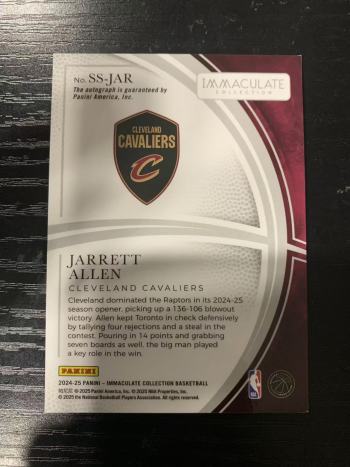 No. SS-JAR
The autograph is guaranteed by
Panini America, Inc.
IMMACULATE
COLLECTION
CLEVELAND
CAVALIERS
C
JARRETT
ALLEN
CLEVELAND CAVALIERS
Cleveland dominated the Raptors in its 2024-25
season opener, picking up a 136-106 blowout
victory. Allen kept Toronto in check defensively
by tallying four rejections and a steal in the
contest. Pouring in 14 points and grabbing
seven boards as well, the big man played
a key role in the win.
PANINI
2024-25 PANINI – IMMACULATE COLLECTION BASKETBALL
© 2025 Panini America, Inc. © 2025 NBA Properties, Inc.
© 2025 the National Basketball Players Association. All rights reserved.
NBA